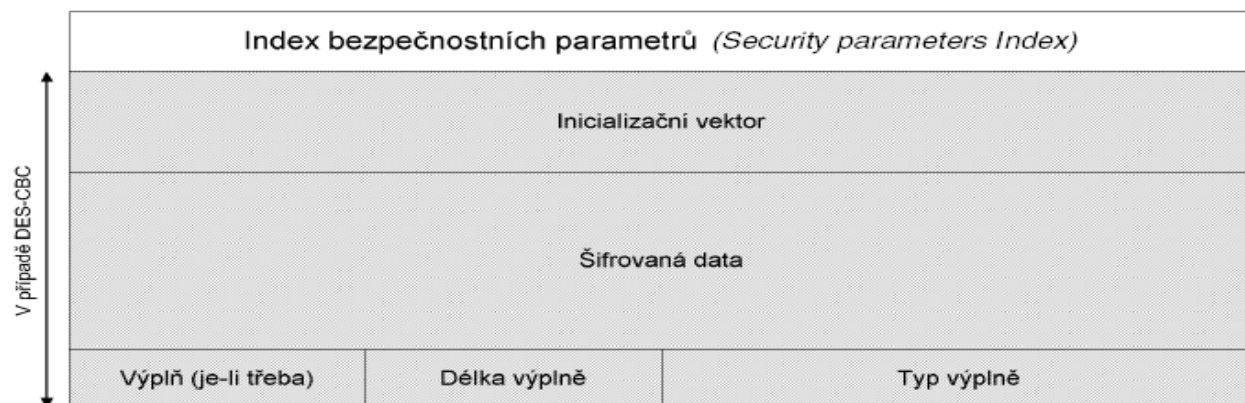 Index bezpečnostních parametrů (Security parameters Index)
V případě DES-CBC
Inicializační vektor
Šifrovaná data
Výplň (je-li třeba)
Délka výplně
Typ výplně